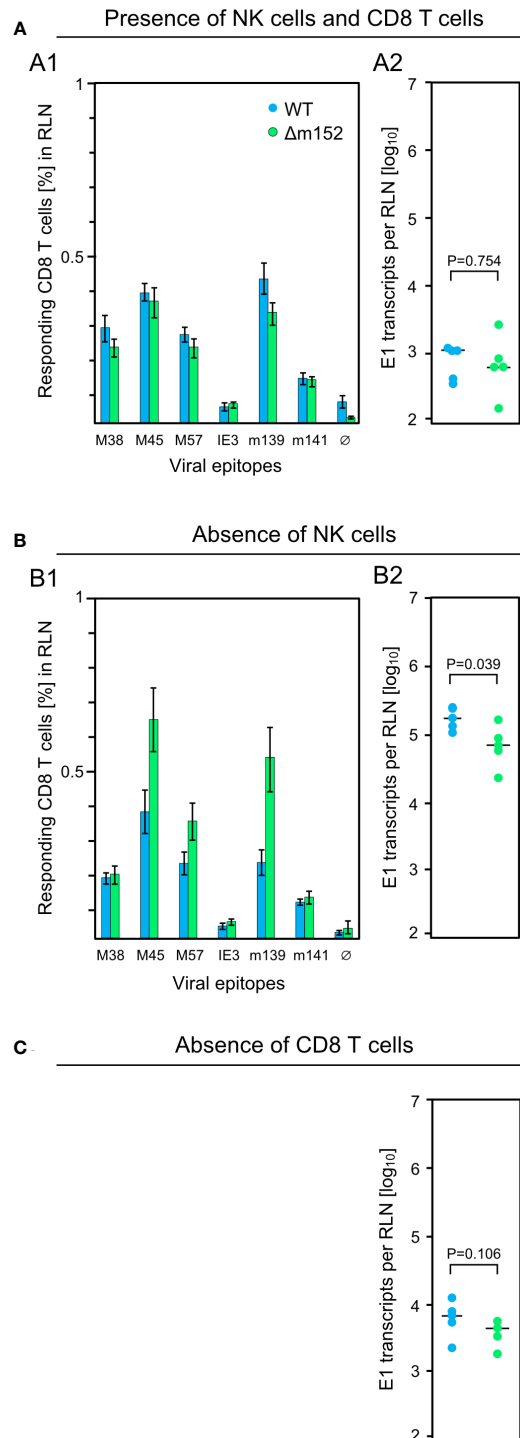 A
Presence of NK cells and CD8 T cells
A1
A2
Responding CD8 T cells [%] in RLN
1
0.5
WT
Δm152
M38 M45 M57 IE3 m139 m141 ∅
Viral epitopes
E1 transcripts per RLN [log10]
7
6
5
4
3
2
P=0.754
B
Absence of NK cells
B1
B2
Responding CD8 T cells [%] in RLN
1
0.5
M38 M45 M57 IE3 m139 m141 ∅
Viral epitopes
E1 transcripts per RLN [log10]
7
6
5
4
3
2
P=0.039
C
Absence of CD8 T cells
E1 transcripts per RLN [log10]
7
6
5
4
3
2
P=0.106